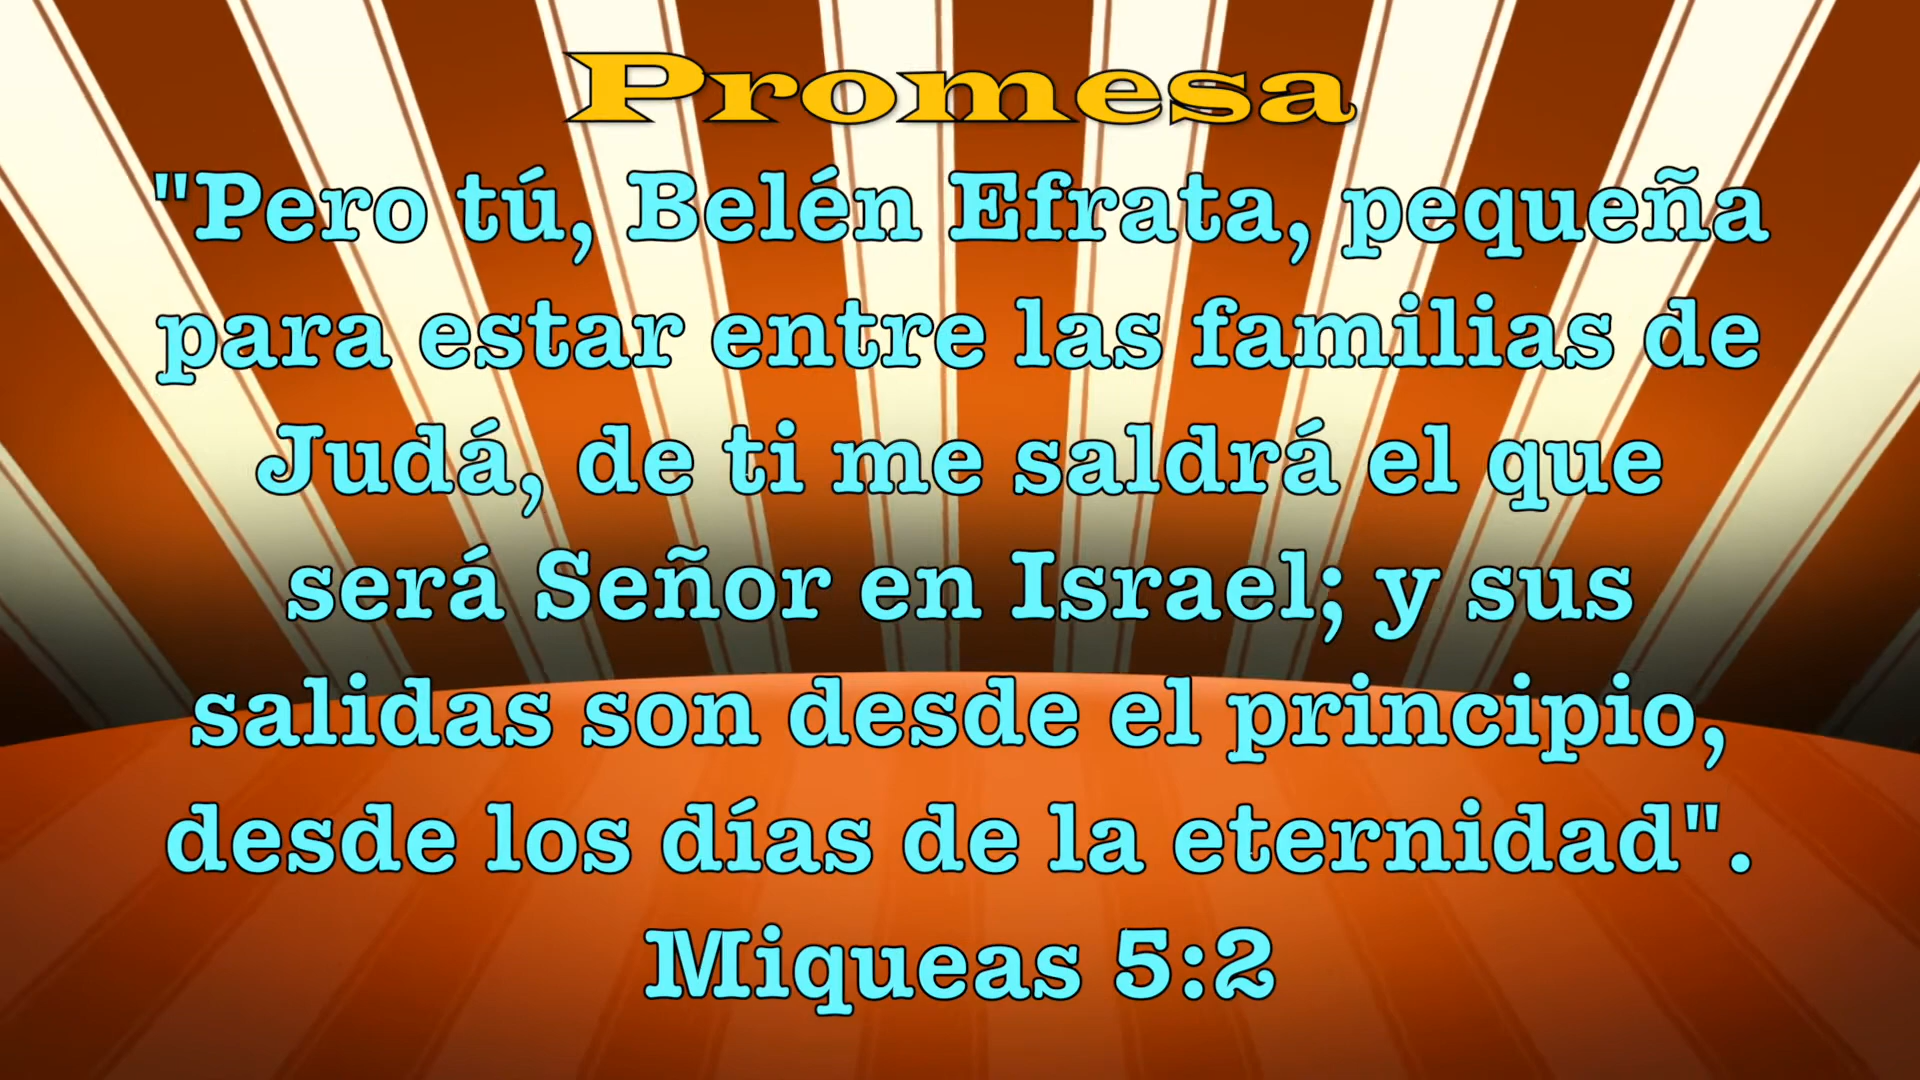 Promesa
"Pero tú, Belén Efrata, pequeña
para estar entre las familias de
Judá, de ti me saldrá el que
será Señor en Israel; y sus
salidas son desde el principio,
desde los días de la eternidad".
Miqueas 5:2